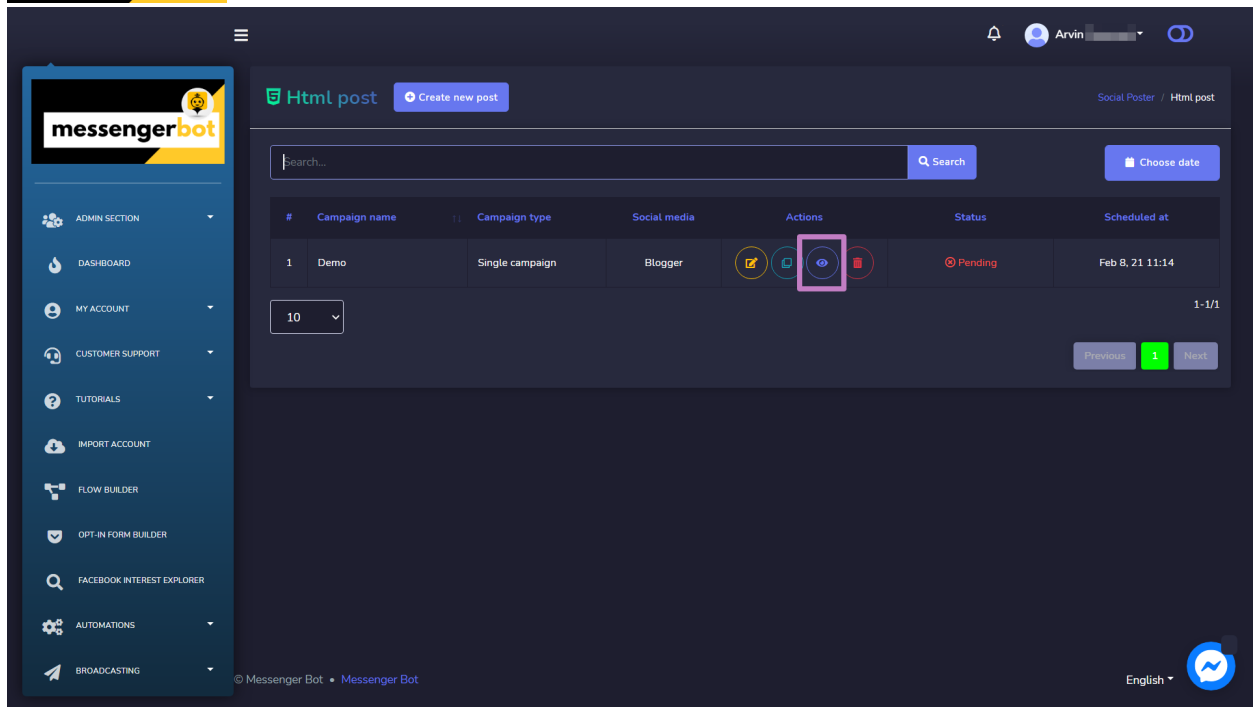 Arvin
messengerbot
Html post
Create new post
Social Poster / Html post
Search...
Search
Choose date
ADMIN SECTION
DASHBOARD
MY ACCOUNT
CUSTOMER SUPPORT
TUTORIALS
IMPORT ACCOUNT
FLOW BUILDER
OPT-IN FORM BUILDER
FACEBOOK INTEREST EXPLORER
AUTOMATIONS
BROADCASTING
# Campaign name Campaign type Social media Actions Status Scheduled at
1 Demo Single campaign Blogger Pending Feb 8, 21 11:14
10
1-1/1
Previous 1 Next
© Messenger Bot • Messenger Bot
English